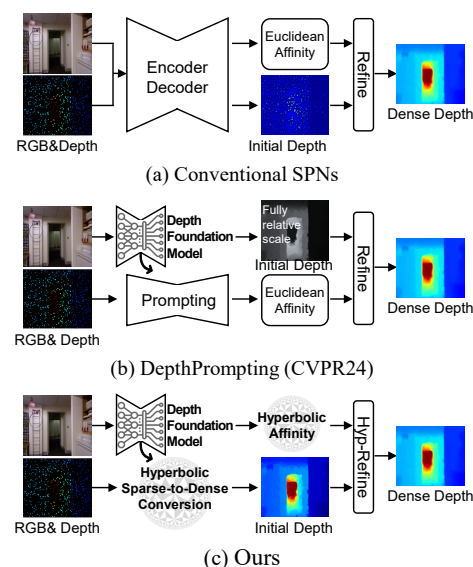 Encoder
Decoder
Euclidean
Affinity
Refine
RGB&Depth
Initial Depth
Dense Depth
(a) Conventional SPNs
Depth
Foundation
Model
Fully
relative
scale
Initial Depth
Prompting
Euclidean
Affinity
Refine
RGB& Depth
Dense Depth
(b) DepthPrompting (CVPR24)
Depth
Foundation
Model
Hyperbolic
Affinity
Hyperbolic
Sparse-to-Dense
Conversion
Hyp-Refine
RGB& Depth
Initial Depth
Dense Depth
(c) Ours